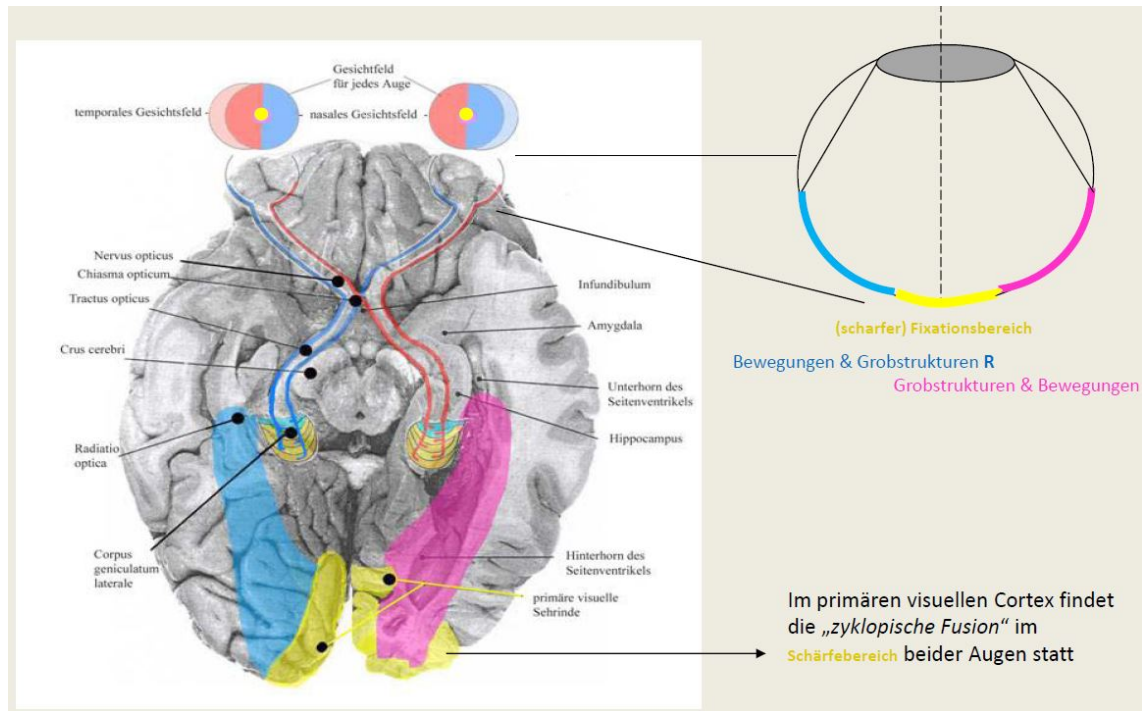 Gesichtfeld
für jedes Auge
temporales Gesichtsfeld
nasales Gesichtsfeld
Nervus opticus
Chiasma opticum
Tractus opticus
Crus cerebri
Radiatio
optica
Corpus
geniculatum
laterale
Infundibulum
Amygdala
Unterhorn des
Seitenventrikels
Hippocampus
Hinterhorn des
Seitenventrikels
primäre visuelle
Sehrinde
(scharfer) Fixationsbereich
Bewegungen & Grobstrukturen R
Grobstrukturen & Bewegungen
Im primären visuellen Cortex findet
die „zyklopische Fusion“ im
Schärfebereich beider Augen statt